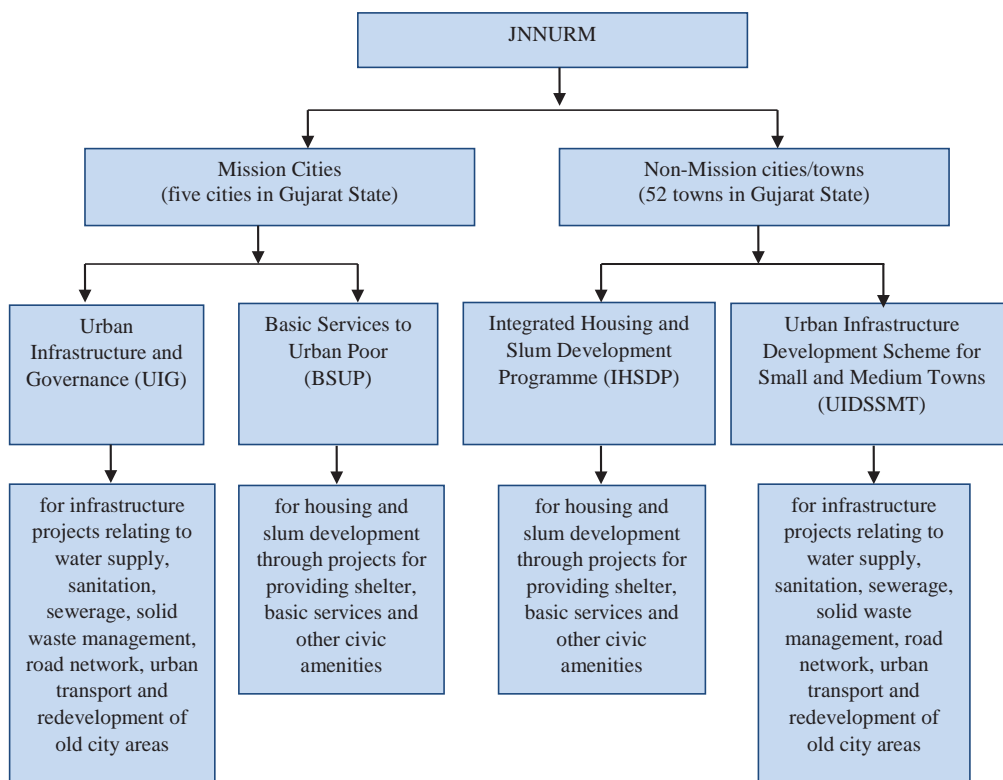 JNNURM
Mission Cities
(five cities in Gujarat State)
Non-Mission cities/towns
(52 towns in Gujarat State)
Urban
Infrastructure and
Governance (UIG)
Basic Services to
Urban Poor
(BSUP)
Integrated Housing and
Slum Development
Programme (IHSDP)
Urban Infrastructure
Development Scheme for
Small and Medium Towns
(UIDSSMT)
for infrastructure
projects relating to
water supply,
sanitation,
sewerage, solid
waste management,
road network, urban
transport and
redevelopment of
old city areas
for housing and
slum development
through projects for
providing shelter,
basic services and
other civic
amenities
for housing and
slum development
through projects for
providing shelter,
basic services and
other civic
amenities
for infrastructure
projects relating to
water supply,
sanitation, sewerage,
solid waste
management, road
network, urban
transport and
redevelopment of
old city areas